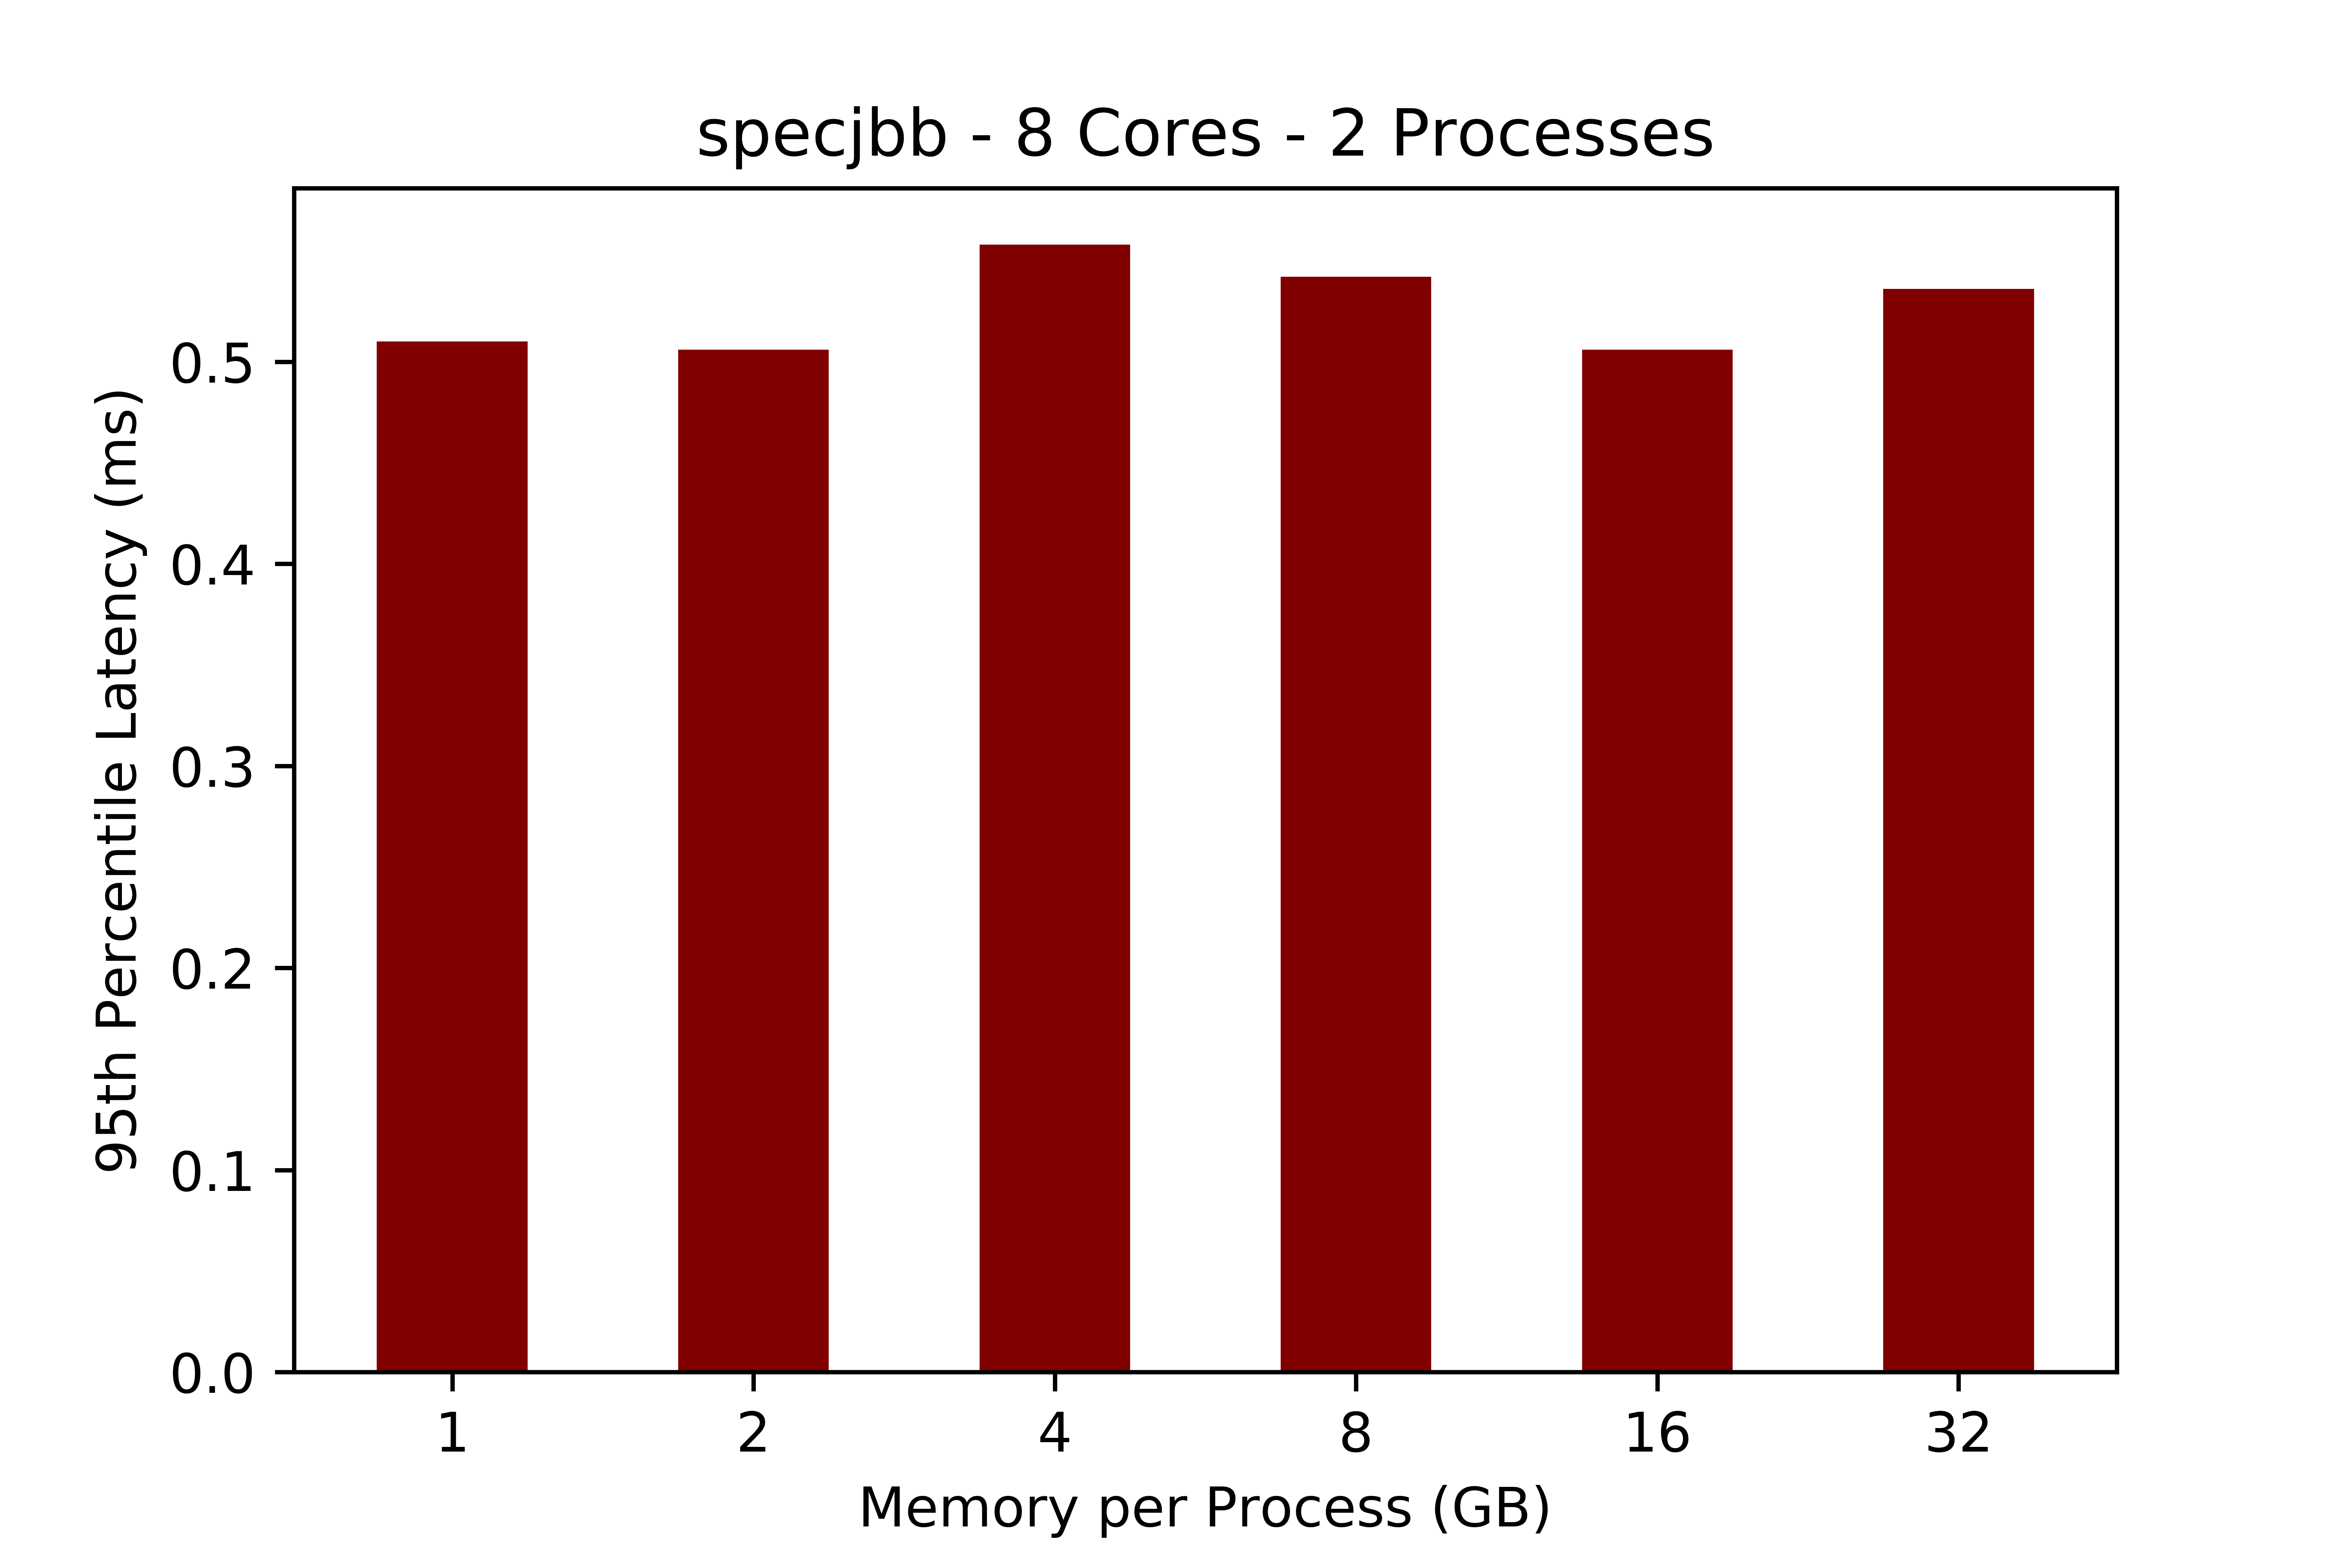 specjbb - 8 Cores - 2 Processes
95th Percentile Latency (ms)
0.5
0.4
0.3
0.2
0.1
0.0
1 2 4 8 16 32
Memory per Process (GB)